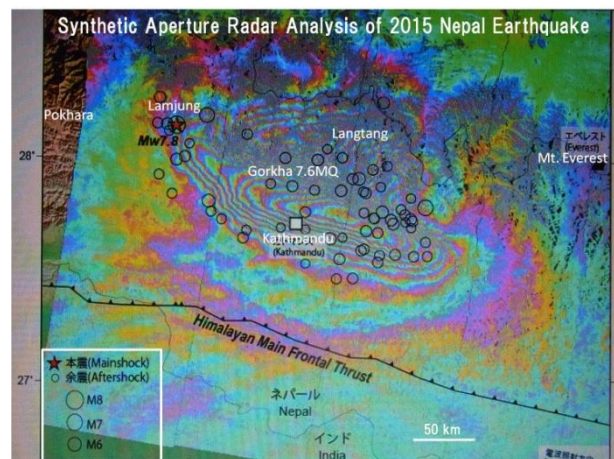 Synthetic Aperture Radar Analysis of 2015 Nepal Earthquake
Pokhara
Lamjung
Mw7.8
28°
Langtang
Gorkha 7.6MQ
エベレスト
(Everest)
Mt. Everest
Kathmandu
(Kathmandu)
Himalayan Main Frontal Thrust
27°
本震(Mainshock)
余震(Aftershock)
M8
M7
M6
ネパール
Nepal
インド
India
50 km